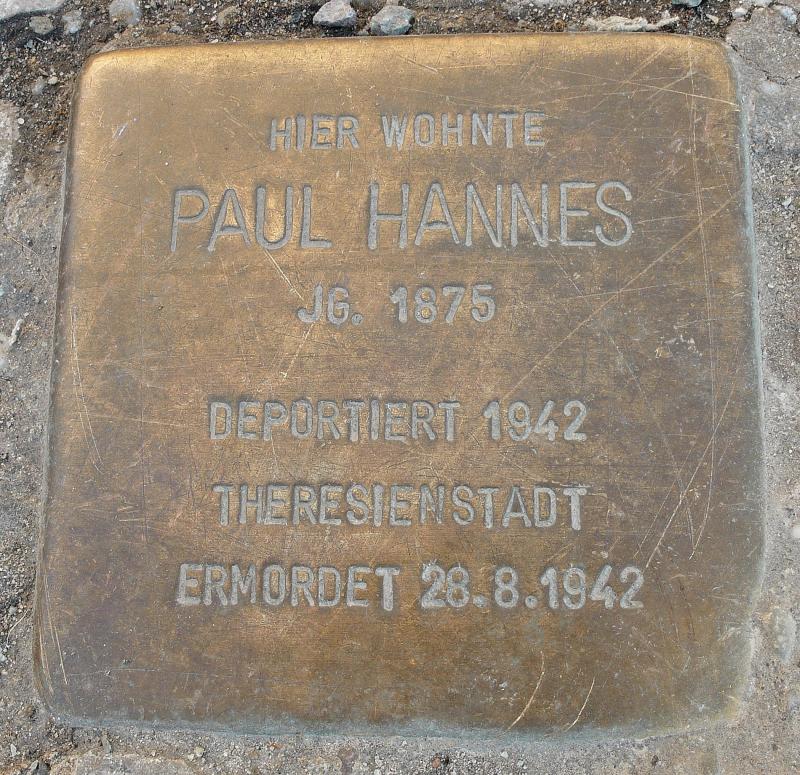 HIER WOHNTE
PAUL HANNES
JG. 1875
DEPORTIERT 1942
THERESIENSTADT
ERMORDET 28.8.1942